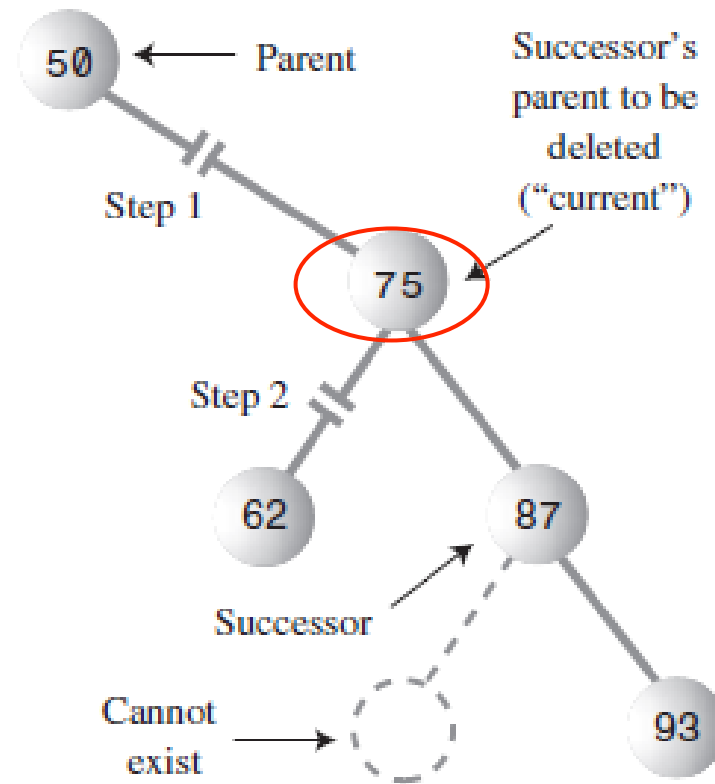 50
Parent
Successor's
parent to be
deleted
("current")
Step 1
75
Step 2
62
87
Successor
Cannot
exist
93